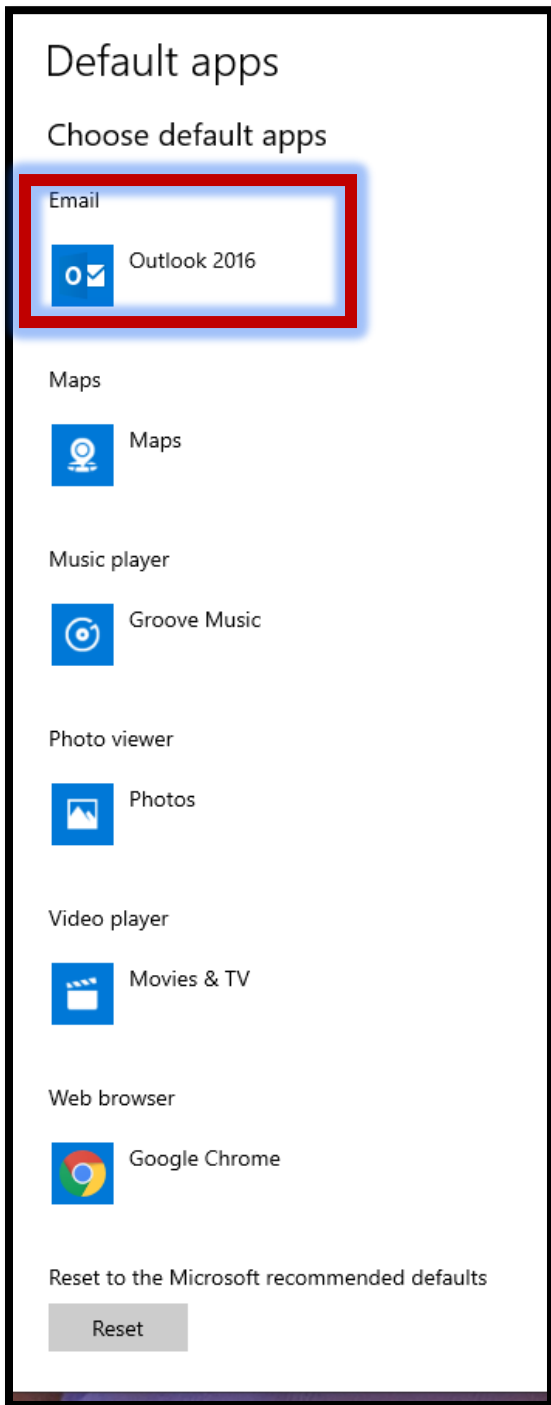 Default apps
Choose default apps
Email
Outlook 2016
Maps
Maps
Music player
Groove Music
Photo viewer
Photos
Video player
Movies & TV
Web browser
Google Chrome
Reset to the Microsoft recommended defaults
Reset